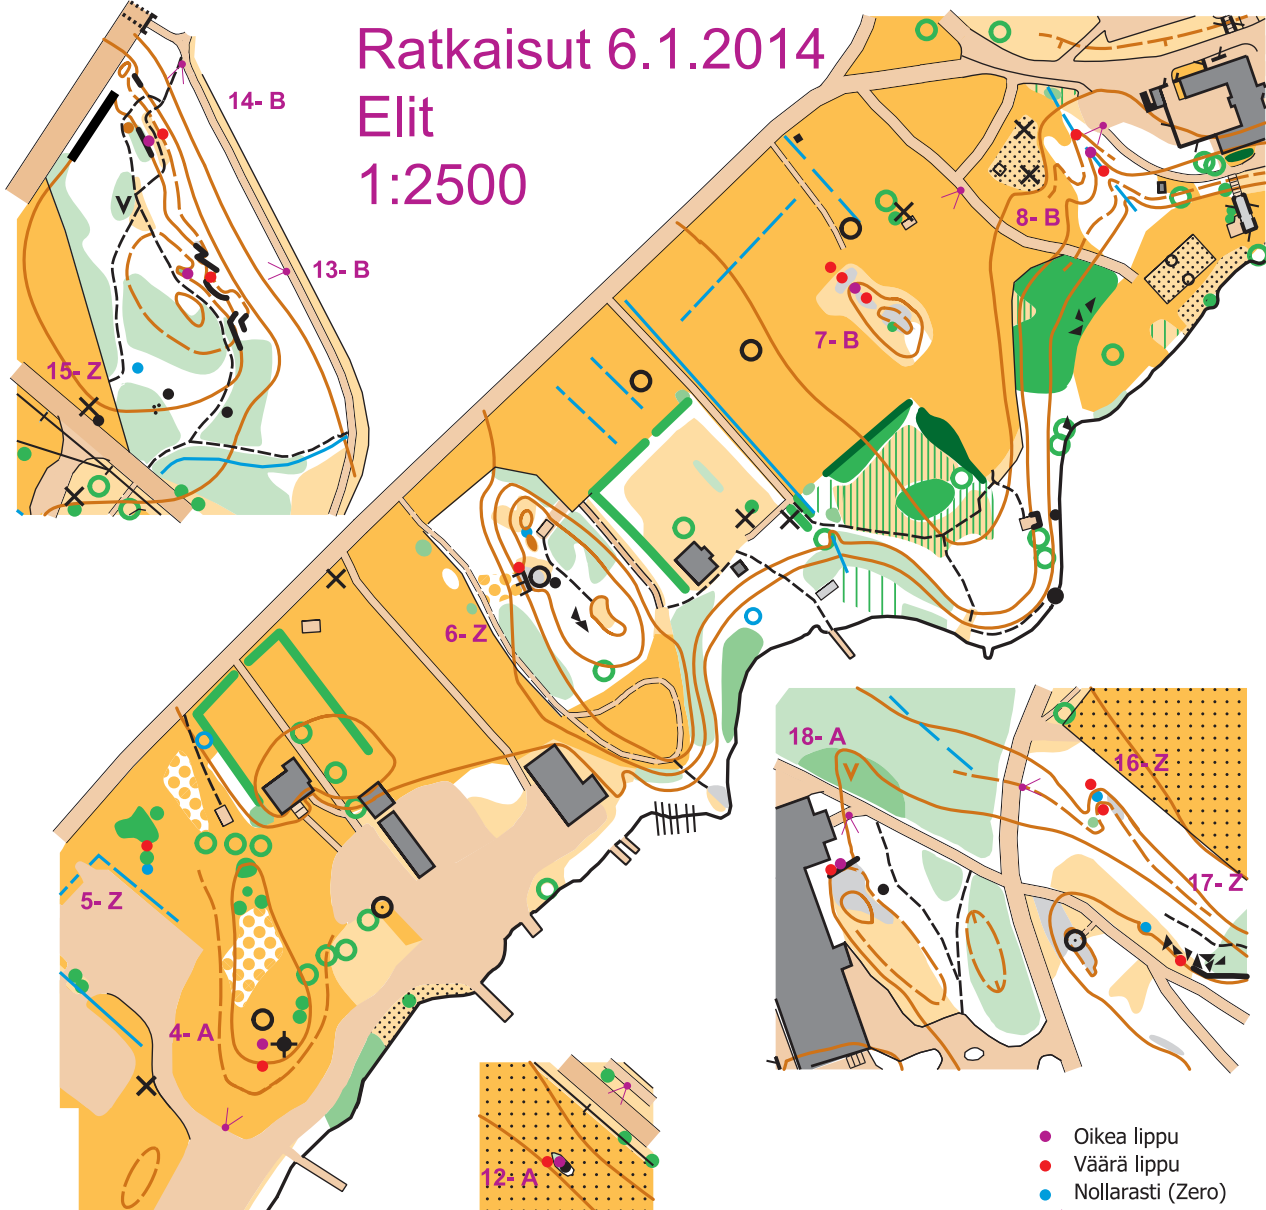 Ratkaisut 6.1.2014
Elit
1:2500
14- B
13- B
15- Z
8- B
7- B
6- Z
5- Z
4- A
12- A
18- A
16- Z
17- Z
Oikea lippu
Väärä lippu
Nollarasti (Zero)